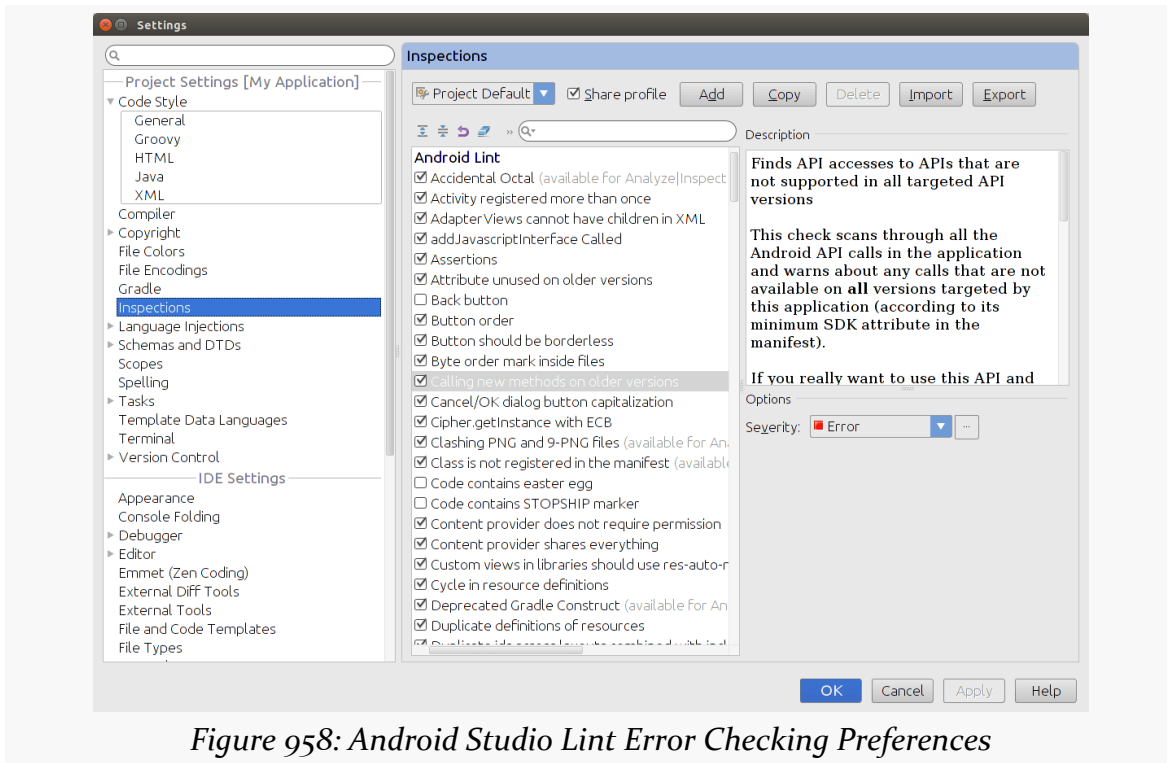 Settings
Project Settings [My Application]
Code Style
General
Groovy
HTML
Java
XML
Compiler
Copyright
File Colors
File Encodings
Gradle
Inspections
Language Injections
Schemas and DTDs
Scopes
Spelling
Tasks
Template Data Languages
Terminal
Version Control
IDE Settings
Appearance
Console Folding
Debugger
Editor
Emmet (Zen Coding)
External Diff Tools
External Tools
File and Code Templates
File Types
Inspections
Project Default Share profile Add Copy Delete Import Export
»
Android Lint
Accidental Octal (available for Analyze|Inspect
Activity registered more than once
AdapterViews cannot have children in XML
addJavascriptInterface Called
Assertions
Attribute unused on older versions
Back button
Button order
Button should be borderless
Byte order mark inside files
Calling new methods on older versions
Cancel/OK dialog button capitalization
Cipher.getInstance with ECB
Clashing PNG and 9-PNG files (available for An
Class is not registered in the manifest (availabl
Code contains easter egg
Code contains STOPSHIP marker
Content provider does not require permission
Content provider shares everything
Custom views in libraries should use res-auto-n
Cycle in resource definitions
Deprecated Gradle Construct (available for An
Duplicate definitions of resources
Description
Finds API accesses to APIs that are
not supported in all targeted API
versions
This check scans through all the
Android API calls in the application
and warns about any calls that are not
available on all versions targeted by
this application (according to its
minimum SDK attribute in the
manifest).
If you really want to use this API and
Options
Severity: Error ...
OK Cancel Apply Help
Figure 958: Android Studio Lint Error Checking Preferences